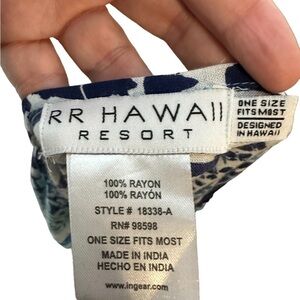 RR HAWAII
RESORT
ONE SIZE
FITS MOST
DESIGNED
IN HAWAII
100% RAYON
100% RAYÓN
STYLE # 18338-A
RN# 98598
ONE SIZE FITS MOST
MADE IN INDIA
HECHO EN INDIA
www.ingear.com